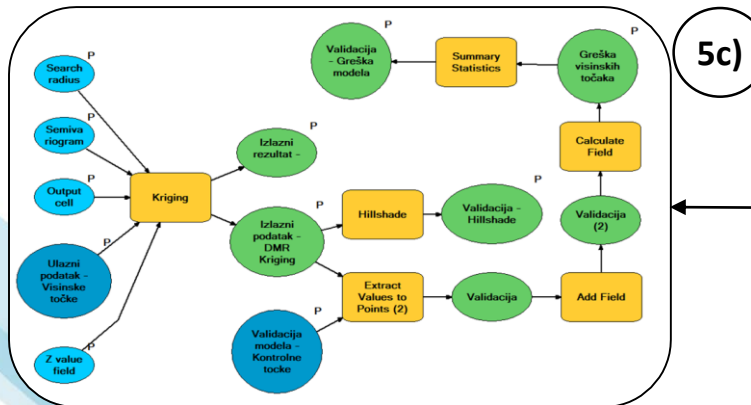 P
Search
radius
P
Semiva
riogram
P
Output
cell
P
Ulazni podatak -
Visinske
točke
P
Z value
field
Kriging
P
Izlazni
rezultat -
P
Izlazni
podatak -
DMR
Kriging
P
Validacija
modela -
Kontrolne
tocke
Hillshade
P
Validacija -
Hillshade
Extract
Values to
Points (2)
Validacija
Add Field
Validacija
(2)
Calculate
Field
P
Greška
visinskih
točaka
Summary
Statistics
P
Validacija
- Greška
modela
5c)